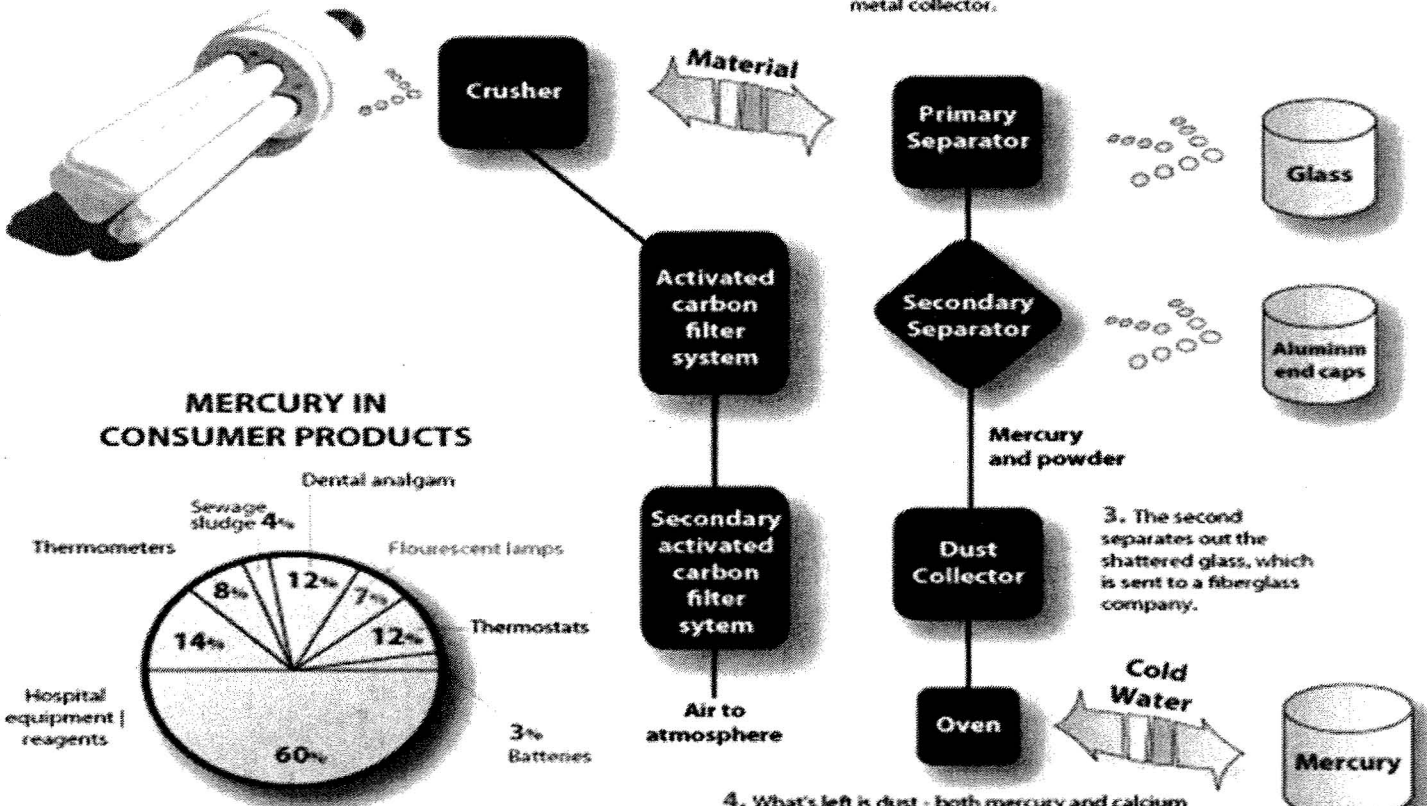 metal collector.
Crusher
Material
Primary
Separator
Glass
Activated
carbon
filter
system
Secondary
Separator
Aluminm
end caps
Mercury
and powder
Secondary
activated
carbon
filter
sytem
Air to
atmosphere
Dust
Collector
3. The second
separates out the
shattered glass, which
is sent to a fiberglass
company.
Oven
Cold
Water
Mercury
4. What's left is dust - both mercury and calcium
MERCURY IN
CONSUMER PRODUCTS
Dental analgam
Sewage
sludge 4%
Thermometers
Flourescent lamps
8%
12%
7%
14%
12%
Thermostats
Hospital
equipment |
reagents
60%
3%
Batteries